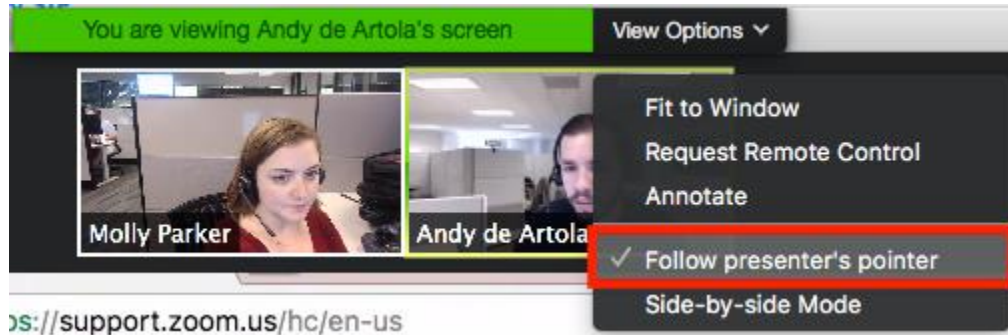 You are viewing Andy de Artola's screen
View Options
Fit to Window
Request Remote Control
Annotate
Molly Parker
Andy de Artola
✓ Follow presenter's pointer
Side-by-side Mode
os://support.zoom.us/hc/en-us